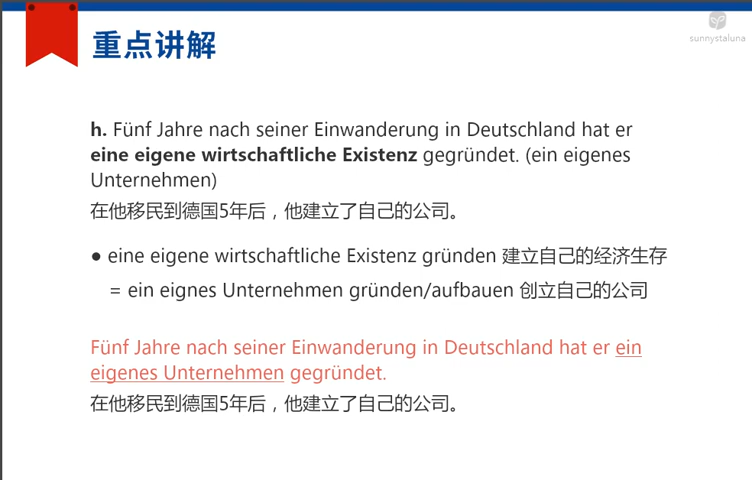 重点讲解
sunnystaluna
h. Fünf Jahre nach seiner Einwanderung in Deutschland hat er
eine eigene wirtschaftliche Existenz gegründet. (ein eigenes
Unternehmen)
在他移民到德国5年后，他建立了自己的公司。
● eine eigene wirtschaftliche Existenz gründen 建立自己的经济生存
= ein eignes Unternehmen gründen/aufbauen 创立自己的公司
Fünf Jahre nach seiner Einwanderung in Deutschland hat er ein
eigenes Unternehmen gegründet.
在他移民到德国5年后，他建立了自己的公司。